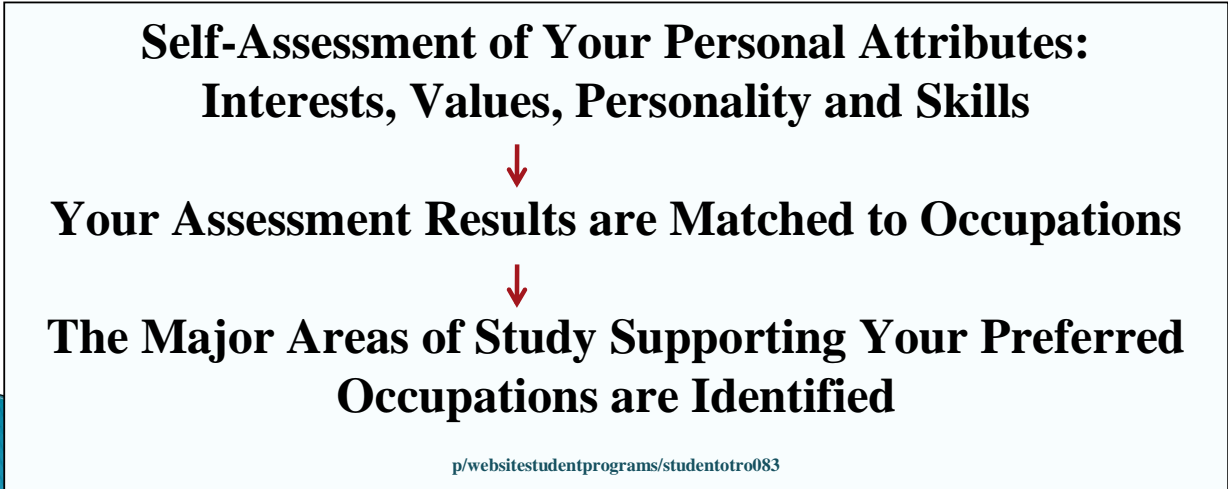 Self-Assessment of Your Personal Attributes:
Interests, Values, Personality and Skills
Your Assessment Results are Matched to Occupations
The Major Areas of Study Supporting Your Preferred
Occupations are Identified
p/websitestudentprograms/studentotro083